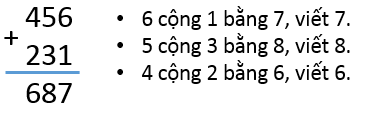 456
+
231
687
• 6 cộng 1 bằng 7, viết 7.
• 5 cộng 3 bằng 8, viết 8.
• 4 cộng 2 bằng 6, viết 6.